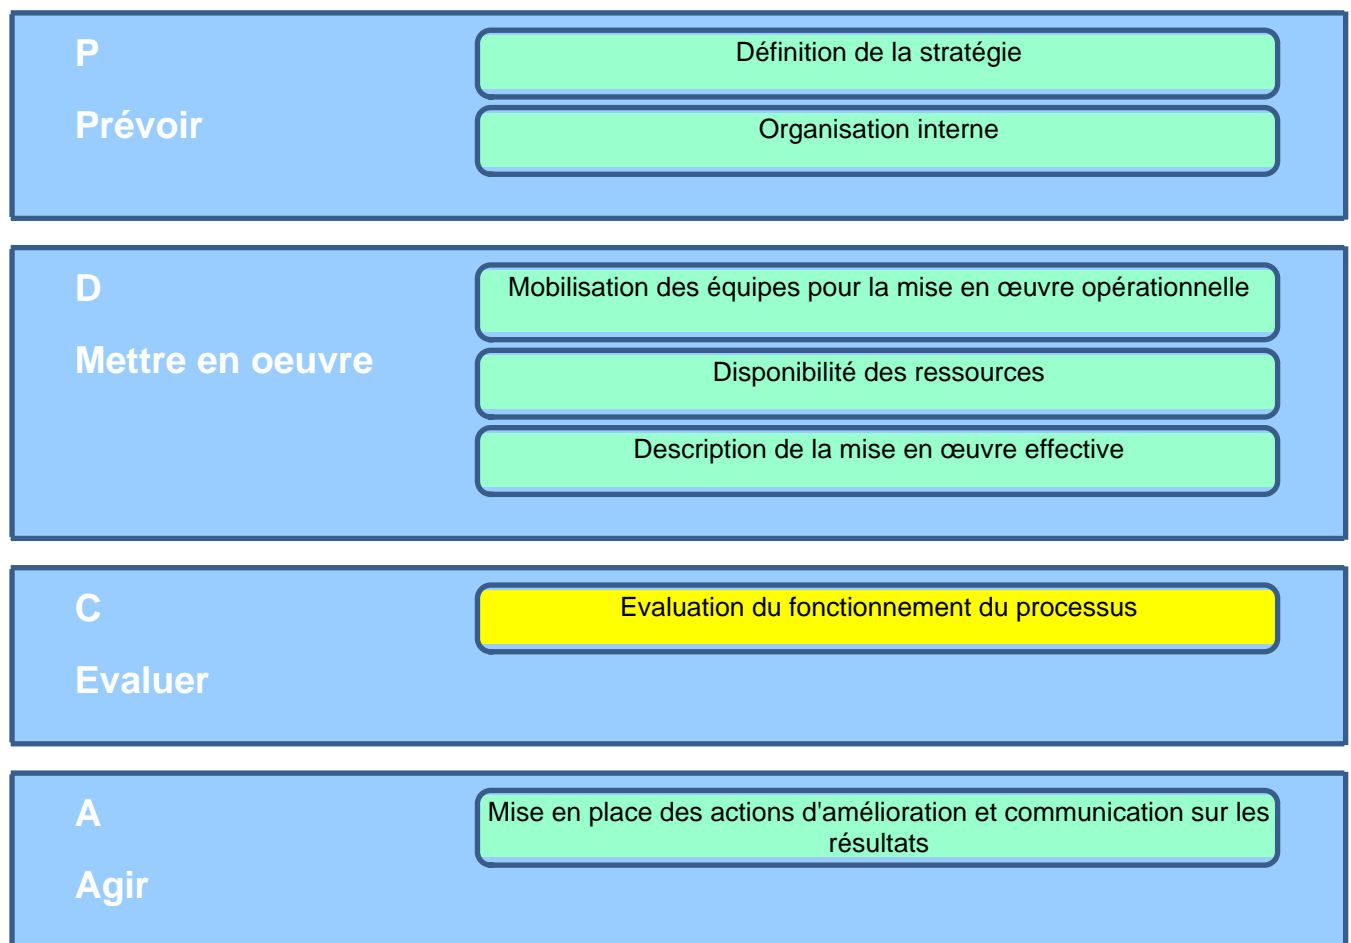 P
Prévoir
Définition de la stratégie
Organisation interne
D
Mettre en oeuvre
Mobilisation des équipes pour la mise en œuvre opérationnelle
Disponibilité des ressources
Description de la mise en œuvre effective
C
Evaluer
Evaluation du fonctionnement du processus
A
Agir
Mise en place des actions d'amélioration et communication sur les
résultats